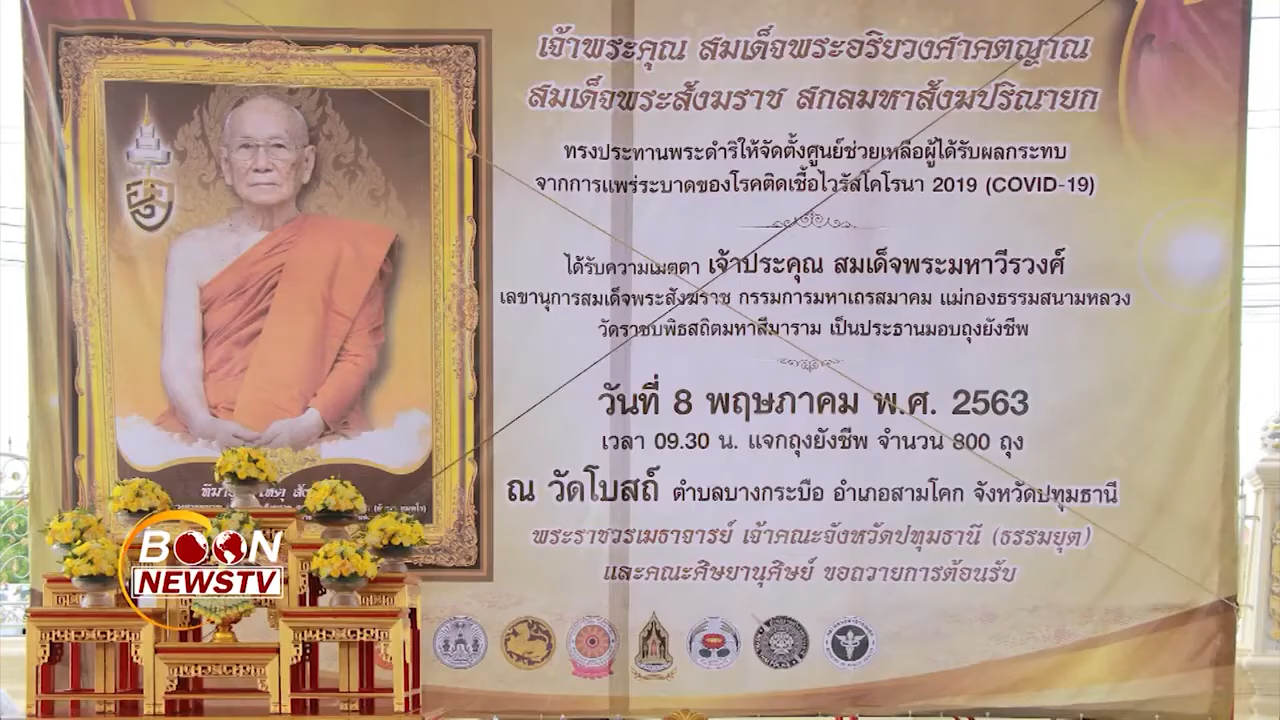 เจ้าพระคุณ สมเด็จพระอริยวงศาคตญาณ
สมเด็จพระสังฆราช สกลมหาสังฆปริณายก
ทรงประทานพระดำริให้จัดตั้งศูนย์ช่วยเหลือผู้ได้รับผลกระทบ
จากการแพร่ระบาดของโรคติดเชื้อไวรัสโคโรนา 2019 (COVID-19)
ได้รับความเมตตา เจ้าประคุณ สมเด็จพระมหาวีรวงศ์
เลขานุการสมเด็จพระสังฆราช กรรมการมหาเถรสมาคม แม่กองธรรมสนามหลวง
วัดราชบพิธสถิตมหาสีมาราม เป็นประธานมอบถุงยังชีพ
วันที่ 8 พฤษภาคม พ.ศ. 2563
เวลา 09.30 น. แจกถุงยังชีพ จำนวน 800 ถุง
ณ วัดโบสถ์ ตำบลบางกระบือ อำเภอสามโคก จังหวัดปทุมธานี
พระราชวรเมธาจารย์ เจ้าคณะจังหวัดปทุมธานี (ธรรมยุต)
และคณะศิษยานุศิษย์ ขอถวายการต้อนรับ
BOON
NEWSTV